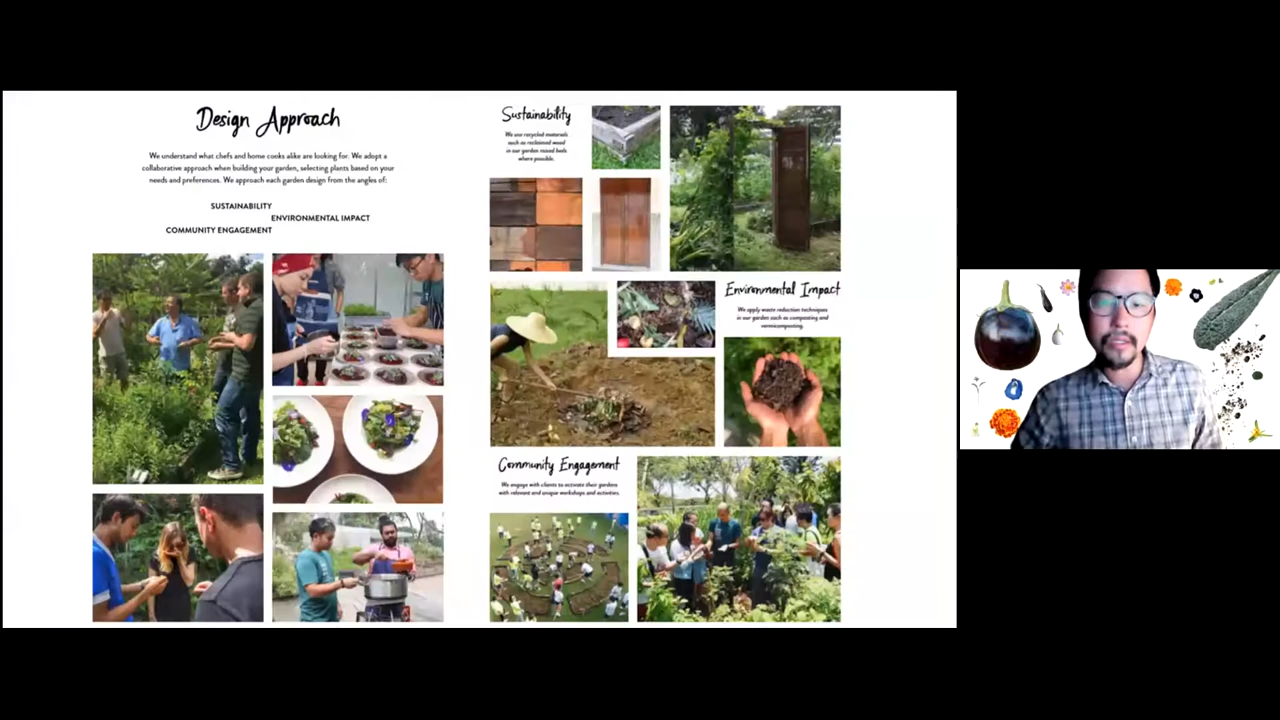 Design Approach
We understand what chefs and home cooks alike are looking for. We adopt a
collaborative approach when building your garden, selecting plants based on your
needs and preferences. We approach each garden design from the angles of:
SUSTAINABILITY
ENVIRONMENTAL IMPACT
COMMUNITY ENGAGEMENT
Sustainability
We use recycled materials
such as reclaimed wood
in our garden raised beds
where possible.
Environmental Impact
We apply waste reduction techniques
in our garden such as composting and
vermicomposting.
Community Engagement
We engage with clients to activate their gardens
with relevant and unique workshops and activities.